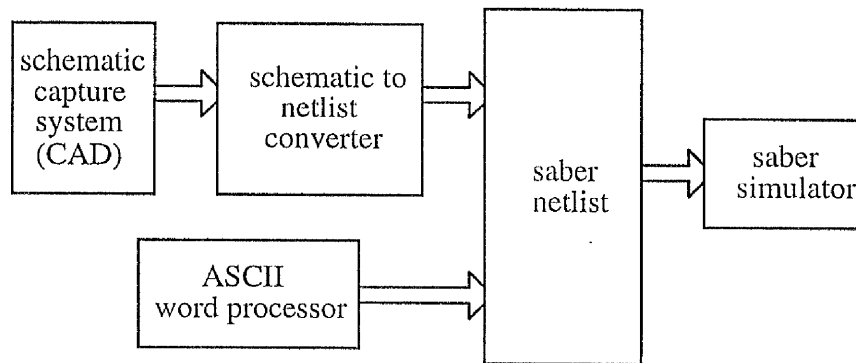 schematic
capture
system
(CAD)
schematic to
netlist
converter
saber
netlist
saber
simulator
ASCII
word processor